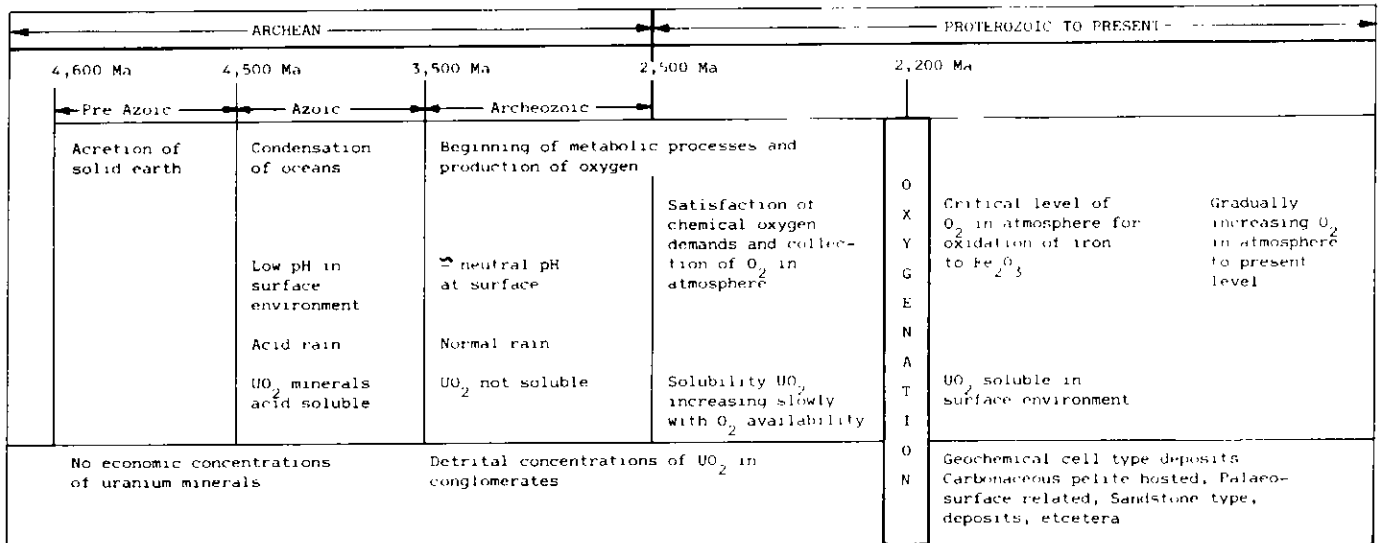 ARCHEAN
PROTEROZOIC TO PRESENT
4,600 Ma
4,500 Ma
3,500 Ma
2,500 Ma
2,200 Ma
Pre Azoic
Azoic
Archeozoic
Acretion of
solid earth
Condensation
of oceans
Low pH in
surface
environment
Acid rain
UO2 minerals
acid soluble
Beginning of metabolic processes and
production of oxygen
≃ neutral pH
at surface
Normal rain
UO2 not soluble
Satisfaction of
chemical oxygen
demands and collec-
tion of O2 in
atmosphere
Solubility UO2
increasing slowly
with O2 availability
OXYGENATION
Critical level of
O2 in atmosphere for
oxidation of iron
to Fe2O3
UO2 soluble in
surface environment
Gradually
increasing O2
in atmosphere
to present
level
No economic concentrations
of uranium minerals
Detrital concentrations of UO2 in
conglomerates
Geochemical cell type deposits
Carbonaceous pelite hosted, Palaeo-
surface related, Sandstone type,
deposits, etcetera